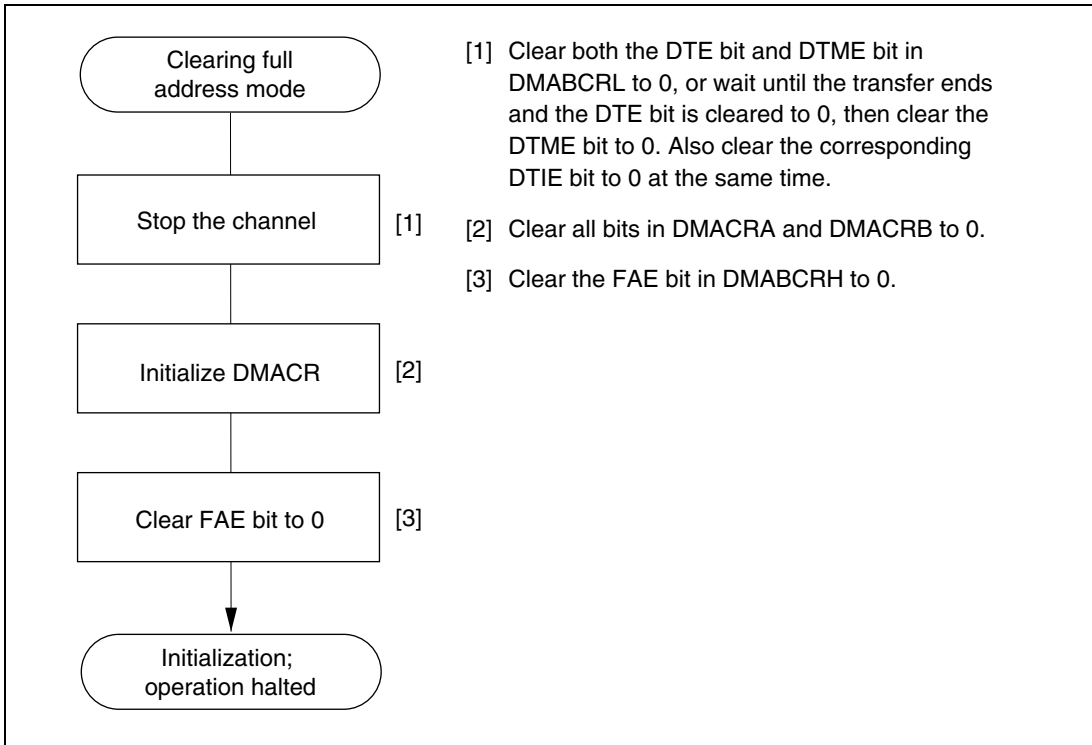 Clearing full
address mode
Stop the channel
[1]
Initialize DMACR
[2]
Clear FAE bit to 0
[3]
Initialization;
operation halted
[1] Clear both the DTE bit and DTME bit in
DMABCRL to 0, or wait until the transfer ends
and the DTE bit is cleared to 0, then clear the
DTME bit to 0. Also clear the corresponding
DTIE bit to 0 at the same time.
[2] Clear all bits in DMACRA and DMACRB to 0.
[3] Clear the FAE bit in DMABCRH to 0.